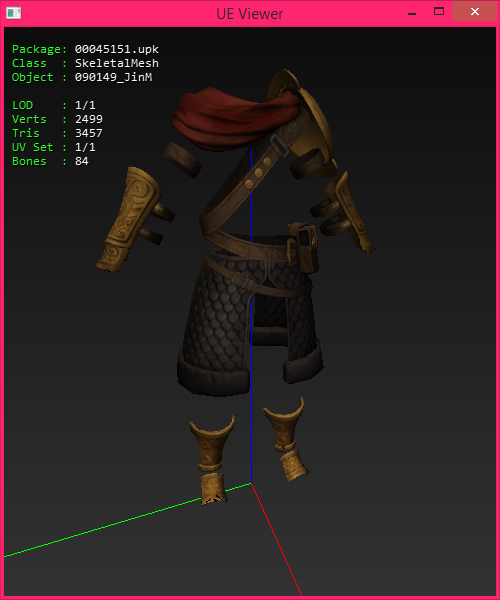 UE Viewer
Package: 00045151.upk
Class : SkeletalMesh
Object : 090149_JinM
LOD : 1/1
Verts : 2499
Tris : 3457
UV Set : 1/1
Bones : 84